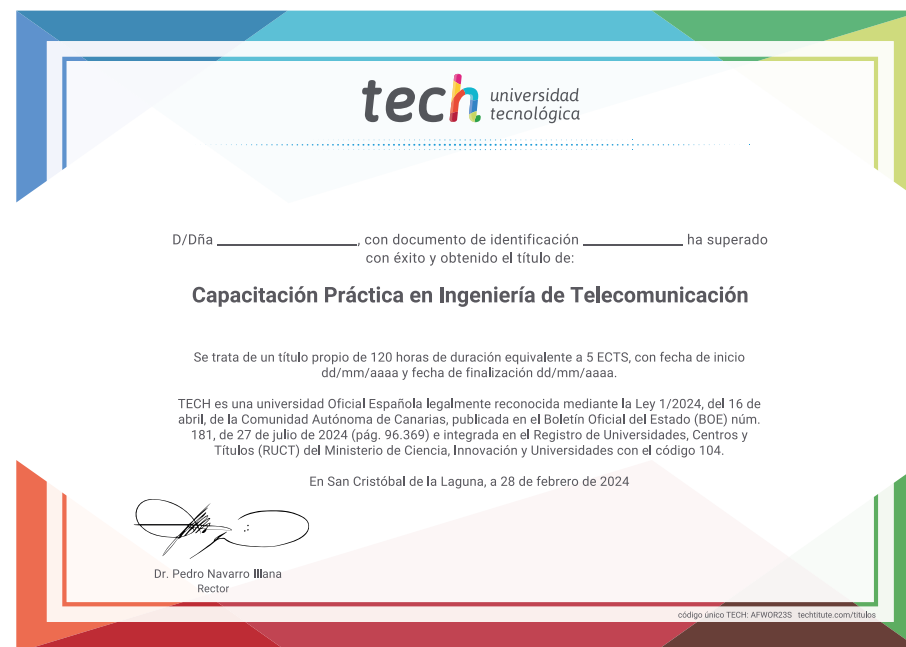 tech universidad
tecnológica
D/Dña ____________________, con documento de identificación ______________ ha superado
con éxito y obtenido el título de:
Capacitación Práctica en Ingeniería de Telecomunicación
Se trata de un título propio de 120 horas de duración equivalente a 5 ECTS, con fecha de inicio
dd/mm/aaaa y fecha de finalización dd/mm/aaaa.
TECH es una universidad Oficial Española legalmente reconocida mediante la Ley 1/2024, del 16 de
abril, de la Comunidad Autónoma de Canarias, publicada en el Boletín Oficial del Estado (BOE) núm.
181, de 27 de julio de 2024 (pág. 96.369) e integrada en el Registro de Universidades, Centros y
Títulos (RUCT) del Ministerio de Ciencia, Innovación y Universidades con el código 104.
En San Cristóbal de la Laguna, a 28 de febrero de 2024
Dr. Pedro Navarro Illana
Rector
código único TECH: AFWOR23S techtitute.com/titulos